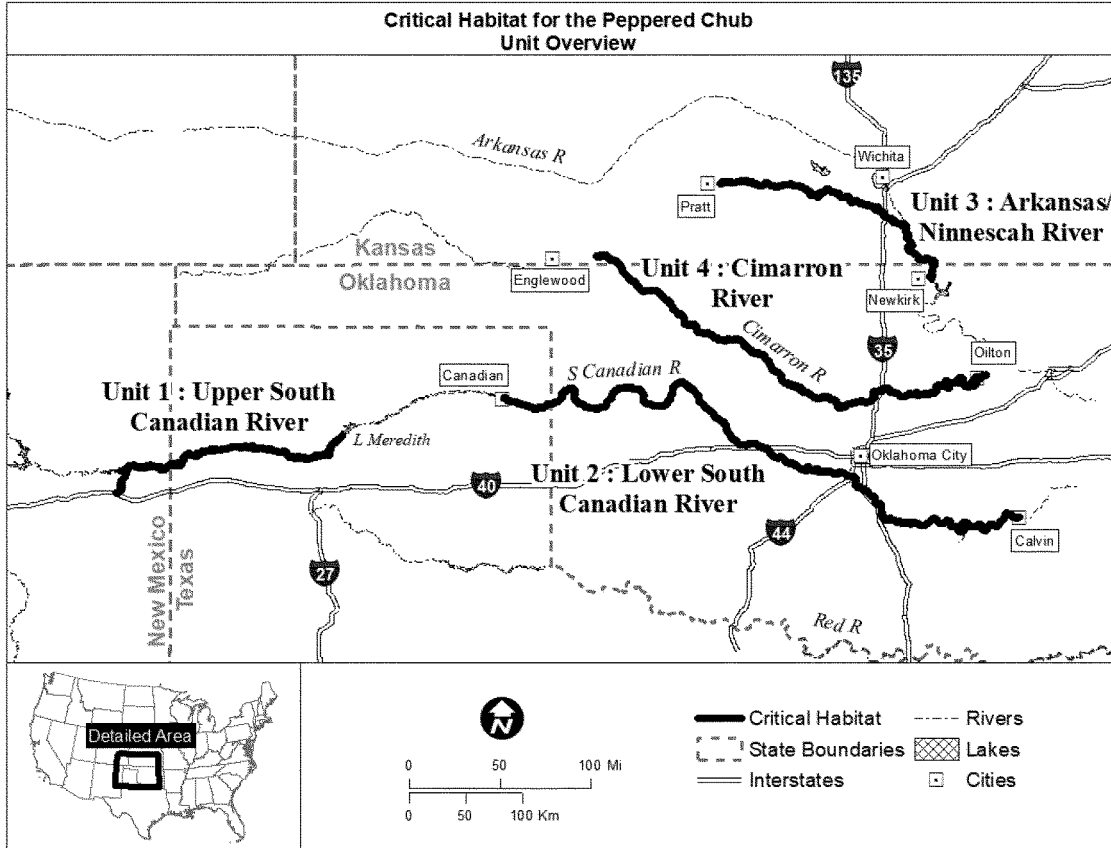 Critical Habitat for the Peppered Chub
Unit Overview
135
Arkansas R
Wichita
Pratt
Unit 3 : Arkansas/
Ninnescah River
Kansas
Oklahoma
Englewood
Unit 4 : Cimarron
River
Newkirk
Cimarron R
35
Oilton
Canadian
S Canadian R
Unit 1 : Upper South
Canadian River
L Meredith
Oklahoma City
40
Unit 2 : Lower South
Canadian River
44
Calvin
27
New Mexico
Texas
Red R
Detailed Area
N
0 50 100 Mi
0 50 100 Km
Critical Habitat
State Boundaries
Interstates
Rivers
Lakes
Cities